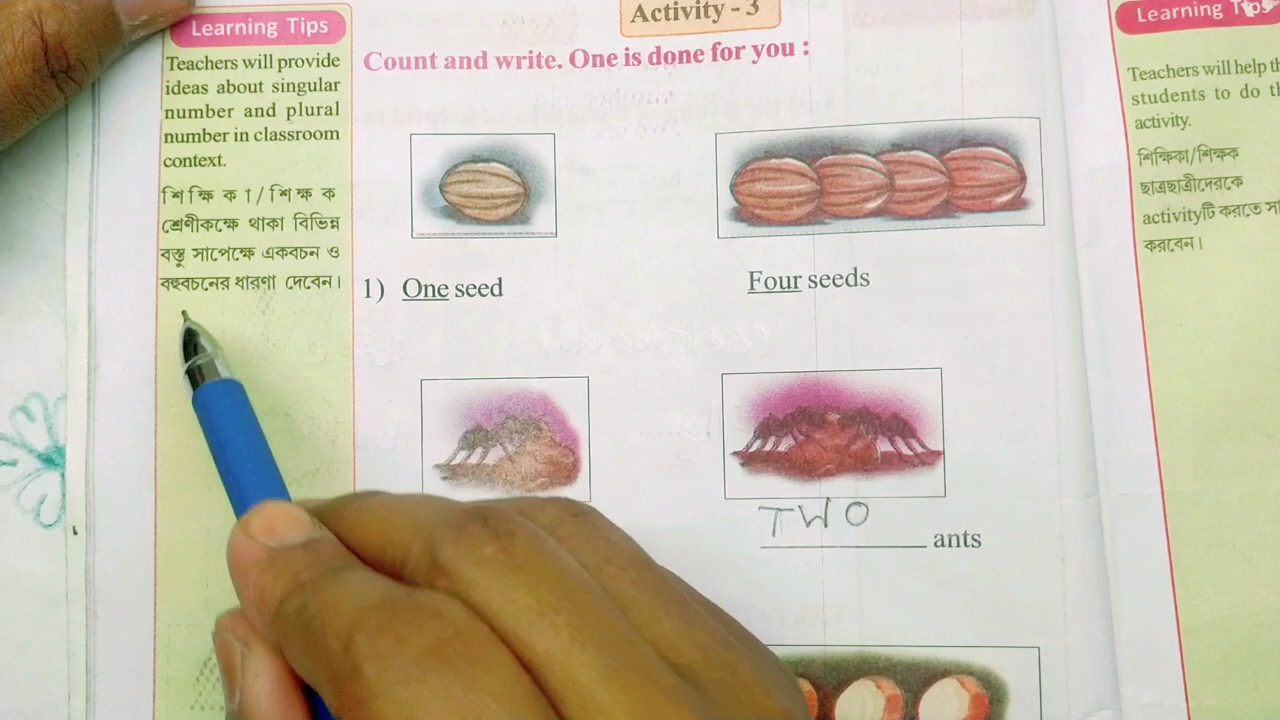 Learning Tips
Teachers will provide
ideas about singular
number and plural
number in classroom
context.
শিক্ষিকা/শিক্ষক
শ্রেণীকক্ষে থাকা বিভিন্ন
বস্তু সাপেক্ষে একবচন ও
বহুবচনের ধারণা দেবেন।
Activity - 3
Count and write. One is done for you :
1) One seed
Four seeds
TWO
ants
Learning Tips
Teachers will help
students to do
activity.
শিক্ষিকা/শিক্ষক
ছাত্রছাত্রীদেরকে
activityটি করতে
করবেন।